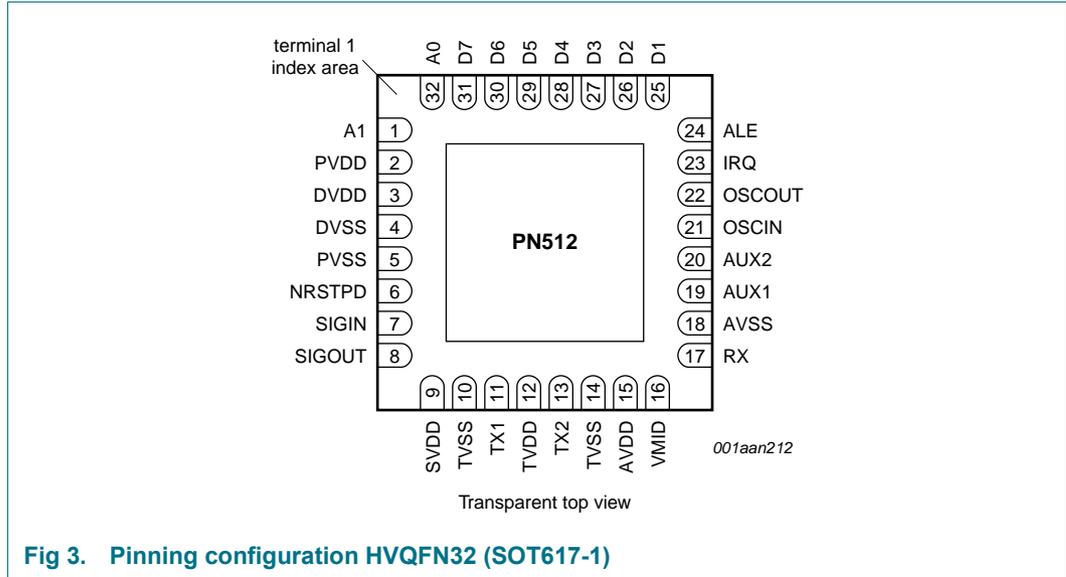 terminal 1
index area
A0
D7
D6
D5
D4
D3
D2
D1
32
31
30
29
28
27
26
25
A1 1
PVDD 2
DVDD 3
DVSS 4
PVSS 5
NRSTPD 6
SIGIN 7
SIGOUT 8
PN512
24 ALE
23 IRQ
22 OSCOUT
21 OSCIN
20 AUX2
19 AUX1
18 AVSS
17 RX
9
10
11
12
13
14
15
16
SVDD
TVSS
TX1
TVDD
TX2
TVSS
AVDD
VMID
001aan212
Transparent top view
Fig 3. Pinning configuration HVQFN32 (SOT617-1)